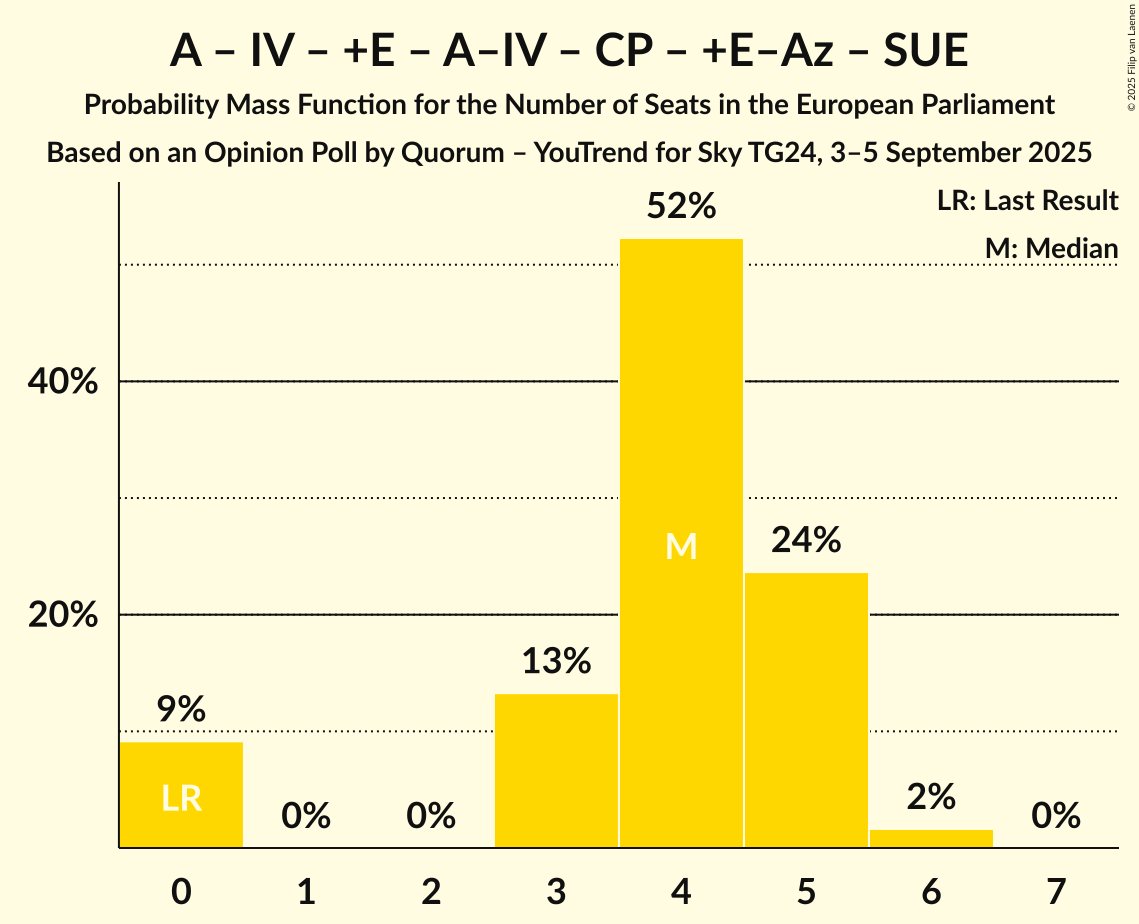 A – IV – +E – A–IV – CP – +E–Az – SUE
Probability Mass Function for the Number of Seats in the European Parliament
Based on an Opinion Poll by Quorum – YouTrend for Sky TG24, 3–5 September 2025
© 2025 Filip van Laenen
LR: Last Result
M: Median
52%
40%
24%
M
20%
13%
9%
LR
0%
0%
2%
0%
0 1 2 3 4 5 6 7